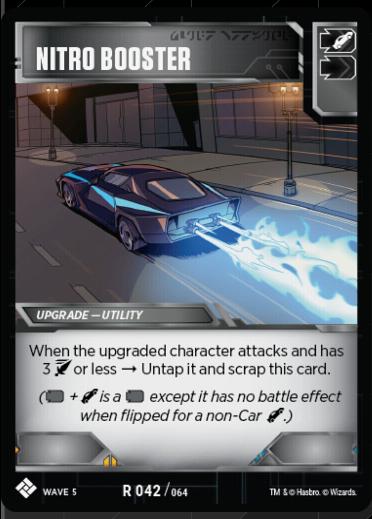 NITRO BOOSTER
UPGRADE — UTILITY
When the upgraded character attacks and has
3 or less → Untap it and scrap this card.
( + is a except it has no battle effect
when flipped for a non-Car .)
WAVE 5 R 042 / 064 TM & © Hasbro. © Wizards.